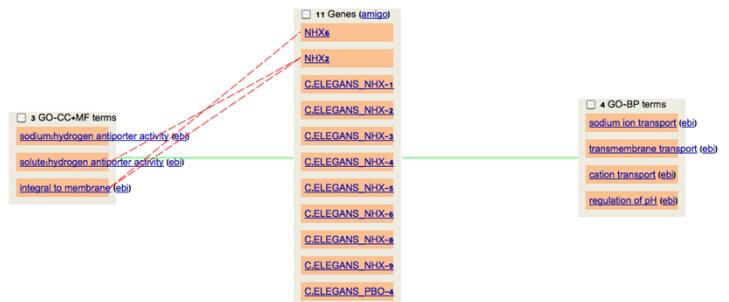 11 Genes (amigo)
NHX6
NHX2
C.ELEGANS_NHX-1
C.ELEGANS_NHX-2
C.ELEGANS_NHX-3
C.ELEGANS_NHX-4
C.ELEGANS_NHX-5
C.ELEGANS_NHX-6
C.ELEGANS_NHX-8
C.ELEGANS_NHX-9
C.ELEGANS_PBO-4
3 GO-CC+MF terms
sodium:hydrogen antiporter activity (ebi)
solute:hydrogen antiporter activity (ebi)
integral to membrane (ebi)
4 GO-BP terms
sodium ion transport (ebi)
transmembrane transport (ebi)
cation transport (ebi)
regulation of pH (ebi)